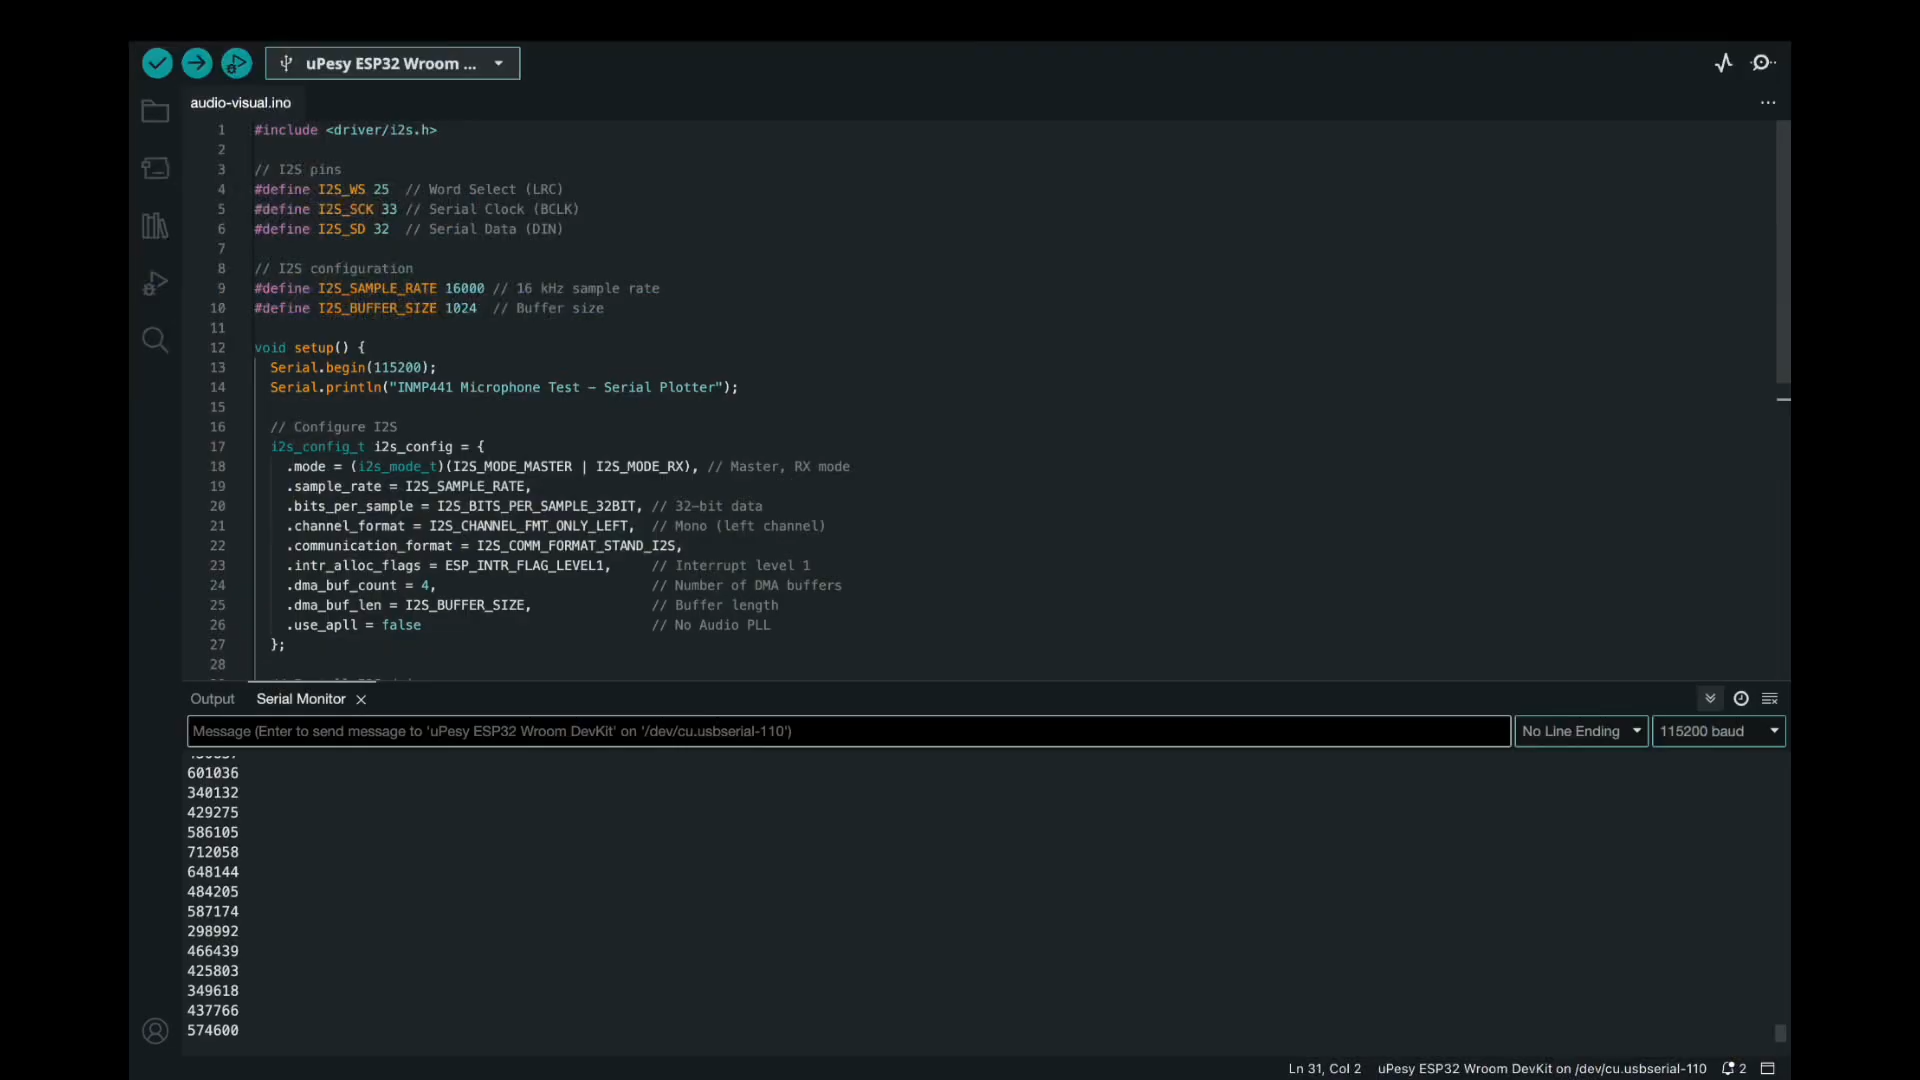 uPesy ESP32 Wroom ...
audio-visual.ino
1 #include <driver/i2s.h>
2
3 // I2S pins
4 #define I2S_WS 25  // Word Select (LRC)
5 #define I2S_SCK 33 // Serial Clock (BCLK)
6 #define I2S_SD 32  // Serial Data (DIN)
7
8 // I2S configuration
9 #define I2S_SAMPLE_RATE 16000 // 16 kHz sample rate
10 #define I2S_BUFFER_SIZE 1024  // Buffer size
11
12 void setup() {
13   Serial.begin(115200);
14   Serial.println("INMP441 Microphone Test – Serial Plotter");
15
16   // Configure I2S
17   i2s_config_t i2s_config = {
18     .mode = (i2s_mode_t)(I2S_MODE_MASTER | I2S_MODE_RX), // Master, RX mode
19     .sample_rate = I2S_SAMPLE_RATE,
20     .bits_per_sample = I2S_BITS_PER_SAMPLE_32BIT, // 32-bit data
21     .channel_format = I2S_CHANNEL_FMT_ONLY_LEFT,  // Mono (left channel)
22     .communication_format = I2S_COMM_FORMAT_STAND_I2S,
23     .intr_alloc_flags = ESP_INTR_FLAG_LEVEL1,     // Interrupt level 1
24     .dma_buf_count = 4,                           // Number of DMA buffers
25     .dma_buf_len = I2S_BUFFER_SIZE,               // Buffer length
26     .use_apll = false                             // No Audio PLL
27   };
28
Output Serial Monitor
Message (Enter to send message to 'uPesy ESP32 Wroom DevKit' on '/dev/cu.usbserial-110') No Line Ending 115200 baud
601036
340132
429275
586105
712058
648144
484205
587174
298992
466439
425803
349618
437766
574600
Ln 31, Col 2 uPesy ESP32 Wroom DevKit on /dev/cu.usbserial-110 2